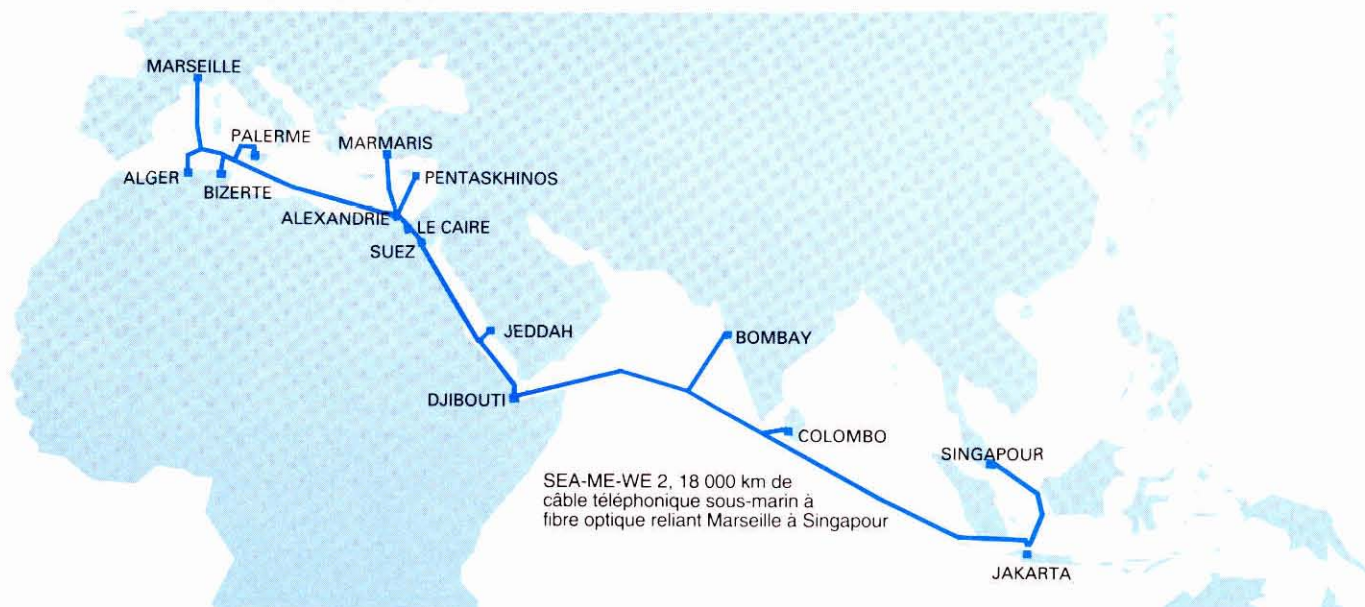 MARSEILLE
PALERME
MARMARIS
ALGER
BIZERTE
PENTASKHINOS
ALEXANDRIE
LE CAIRE
SUEZ
JEDDAH
BOMBAY
DJIBOUTI
COLOMBO
SINGAPOUR
SEA-ME-WE 2, 18 000 km de
câble téléphonique sous-marin à
fibre optique reliant Marseille à Singapour
JAKARTA